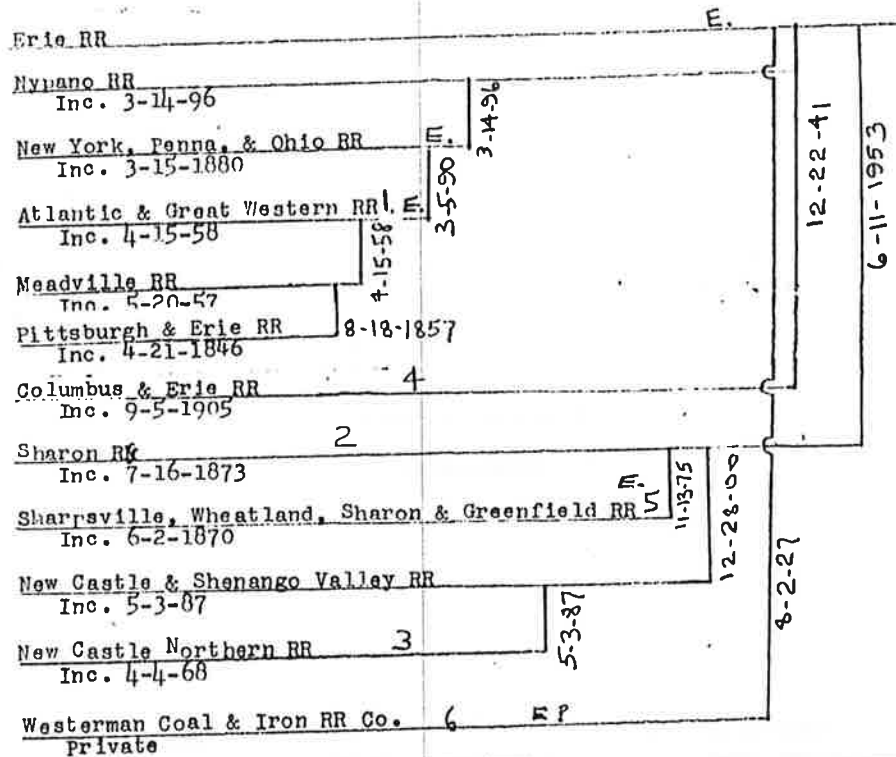 E.
Erie RR
Nypano RR
Inc. 3-14-96
3-14-96
New York, Penna, & Ohio RR E.
Inc. 3-15-1880
3-5-90
Atlantic & Great Western RR 1. E.
Inc. 4-15-58
4-15-58
Meadville RR
Inc. 5-20-57
Pittsburgh & Erie RR 8-18-1857
Inc. 4-21-1846
Columbus & Erie RR 4
Inc. 9-5-1905
12-22-41
6-11-1953
Sharon RR 2
Inc. 7-16-1873
Sharpsville, Wheatland, Sharon & Greenfield RR 5. E.
Inc. 6-2-1870
11-13-75
12-28-00
New Castle & Shenango Valley RR
Inc. 5-3-87
5-3-87
8-2-27
New Castle Northern RR 3
Inc. 4-4-68
Westerman Coal & Iron RR Co. 6 E P
Private